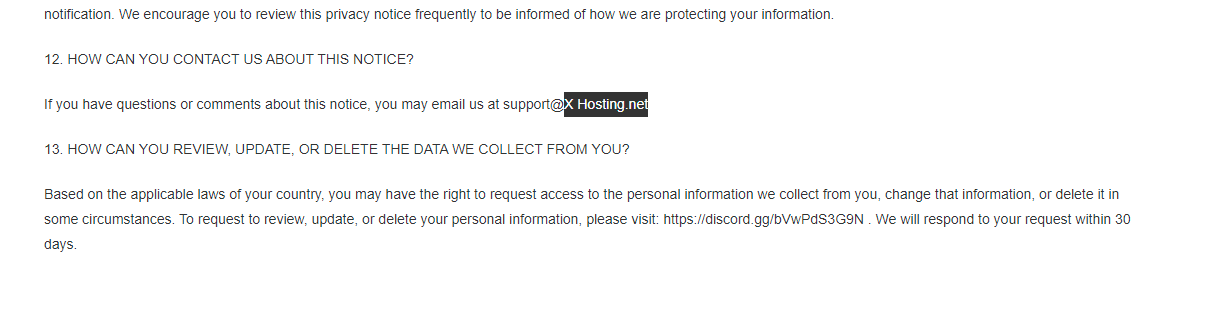 notification. We encourage you to review this privacy notice frequently to be informed of how we are protecting your information.
12. HOW CAN YOU CONTACT US ABOUT THIS NOTICE?
If you have questions or comments about this notice, you may email us at support@X Hosting.net
13. HOW CAN YOU REVIEW, UPDATE, OR DELETE THE DATA WE COLLECT FROM YOU?
Based on the applicable laws of your country, you may have the right to request access to the personal information we collect from you, change that information, or delete it in
some circumstances. To request to review, update, or delete your personal information, please visit: https://discord.gg/bVwPdS3G9N . We will respond to your request within 30
days.